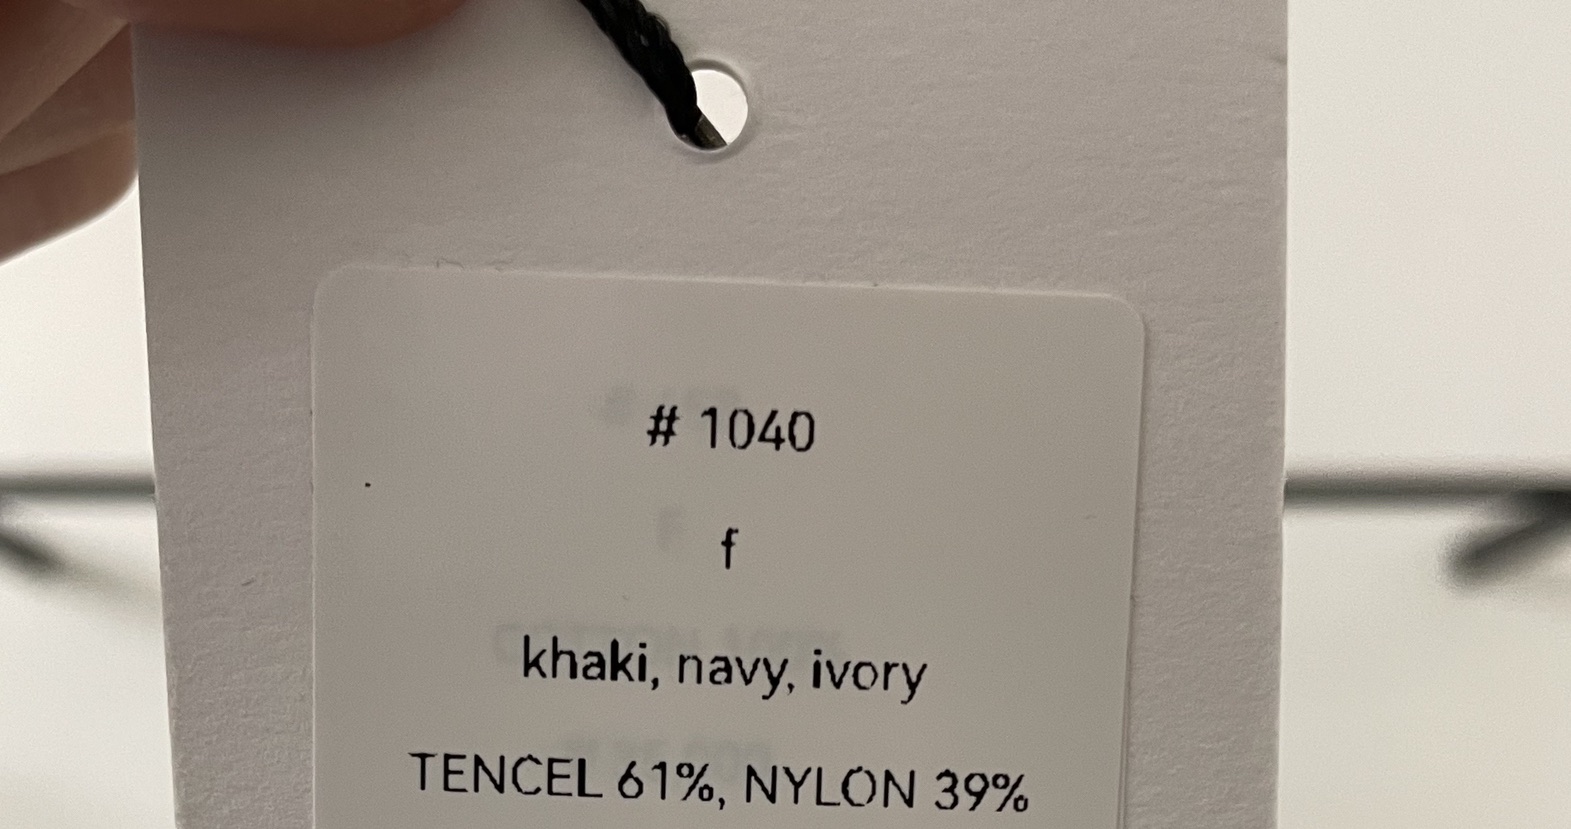 # 1040
f
khaki, navy, ivory
TENCEL 61%, NYLON 39%